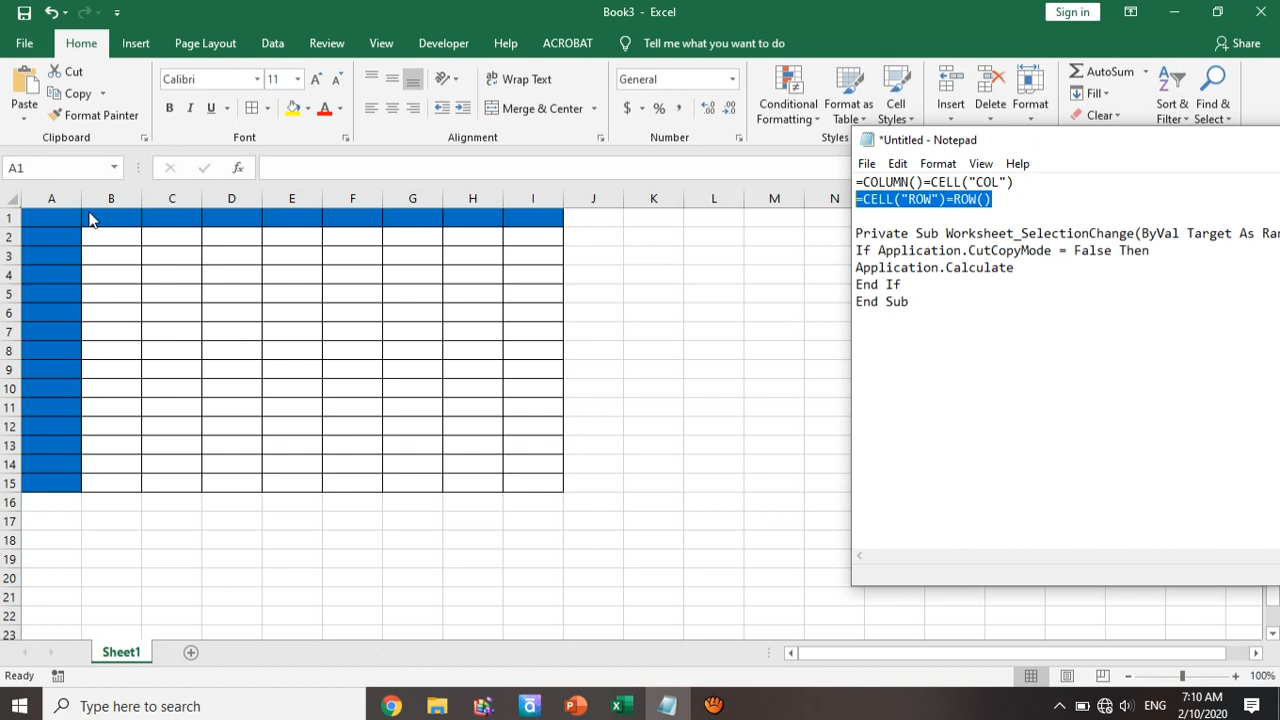 Book3 - Excel
Sign in
File
Home
Insert
Page Layout
Data
Review
View
Developer
Help
ACROBAT
Tell me what you want to do
Share
Paste
Cut
Copy
Format Painter
Clipboard
Calibri
11
A
A
B
I
U
A
Font
Wrap Text
Merge & Center
Alignment
General
$
%
,
Number
Conditional
Formatting
Format as
Table
Cell
Styles
Styles
Insert
Delete
Format
AutoSum
Fill
Clear
Sort &
Filter
Find &
Select
A1
fx
A B D F G H I J K L M N
1
2
3
4
5
6
7
8
9
10
11
12
13
14
15
16
17
18
19
20
21
22
23
*Untitled - Notepad
File Edit Format View Help
=COLUMN()=CELL("COL")
=CELL("ROW")=ROW()
Private Sub Worksheet_SelectionChange(ByVal Target As Ran
If Application.CutCopyMode = False Then
Application.Calculate
End If
End Sub
Sheet1
Ready
100%
Type here to search
ENG
7:10 AM
2/10/2020